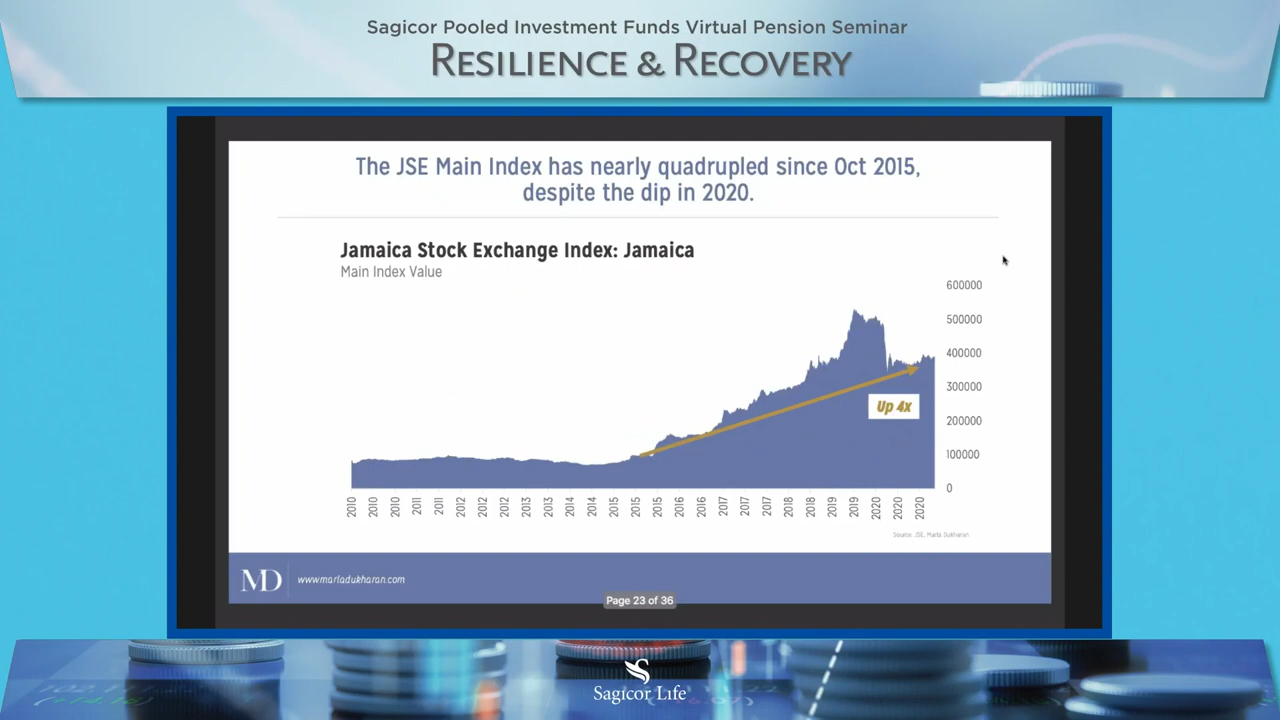 Sagicor Pooled Investment Funds Virtual Pension Seminar
RESILIENCE & RECOVERY
The JSE Main Index has nearly quadrupled since Oct 2015,
despite the dip in 2020.
Jamaica Stock Exchange Index: Jamaica
Main Index Value
600000
500000
400000
300000
200000
100000
0
Up 4x
2010 2010 2010 2011 2011 2012 2012 2012 2013 2013 2014 2014 2015 2015 2015 2016 2016 2017 2017 2017 2018 2018 2019 2019 2020 2020 2020
Source: JSE, Marla Dukharan
MD
www.marladukharan.com
Page 23 of 36
Sagicor Life